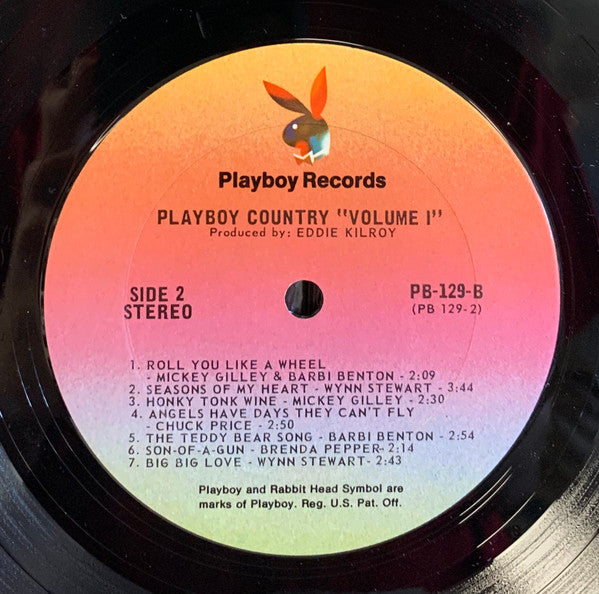 Playboy Records
PLAYBOY COUNTRY "VOLUME I"
Produced by: EDDIE KILROY
SIDE 2
STEREO
PB-129-B
(PB 129-2)
1. ROLL YOU LIKE A WHEEL
- MICKEY GILLEY & BARBI BENTON - 2:09
2. SEASONS OF MY HEART - WYNN STEWART - 3:44
3. HONKY TONK WINE - MICKEY GILLEY - 2:30
4. ANGELS HAVE DAYS THEY CAN'T FLY
- CHUCK PRICE - 2:50
5. THE TEDDY BEAR SONG - BARBI BENTON - 2:54
6. SON-OF-A-GUN - BRENDA PEPPER- 2:14
7. BIG BIG LOVE - WYNN STEWART - 2:43
Playboy and Rabbit Head Symbol are
marks of Playboy. Reg. U.S. Pat. Off.